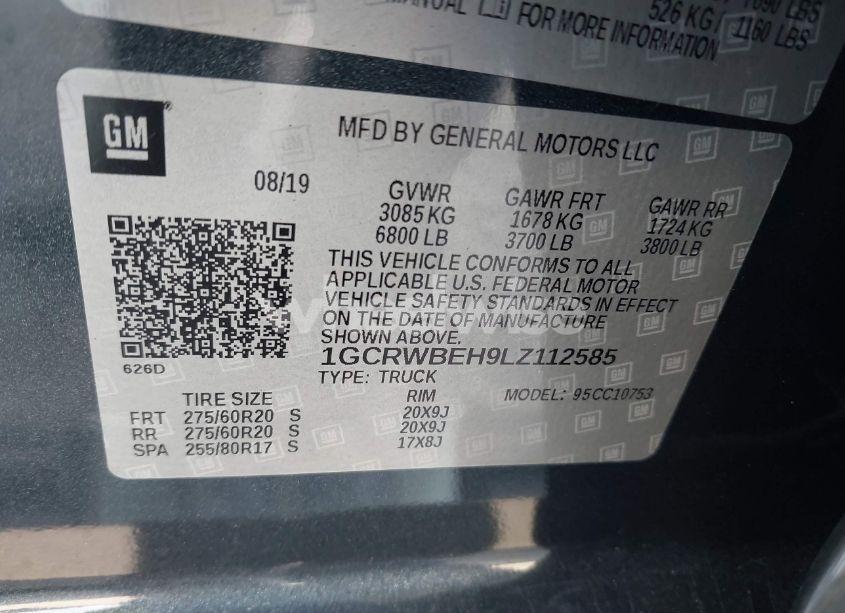 1090 LBS
526 KG / 1160 LBS
MANUAL FOR MORE INFORMATION
GM
MFD BY GENERAL MOTORS LLC
08/19
GVWR GAWR FRT GAWR RR
3085 KG 1678 KG 1724 KG
6800 LB 3700 LB 3800 LB
THIS VEHICLE CONFORMS TO ALL
APPLICABLE U.S. FEDERAL MOTOR
VEHICLE SAFETY STANDARDS IN EFFECT
ON THE DATE OF MANUFACTURE
SHOWN ABOVE.
1GCRWBEH9LZ112585
626D
TYPE: TRUCK
TIRE SIZE RIM MODEL: 95CC10753
FRT 275/60R20 S 20X9J
RR 275/60R20 S 20X9J
SPA 255/80R17 S 17X8J